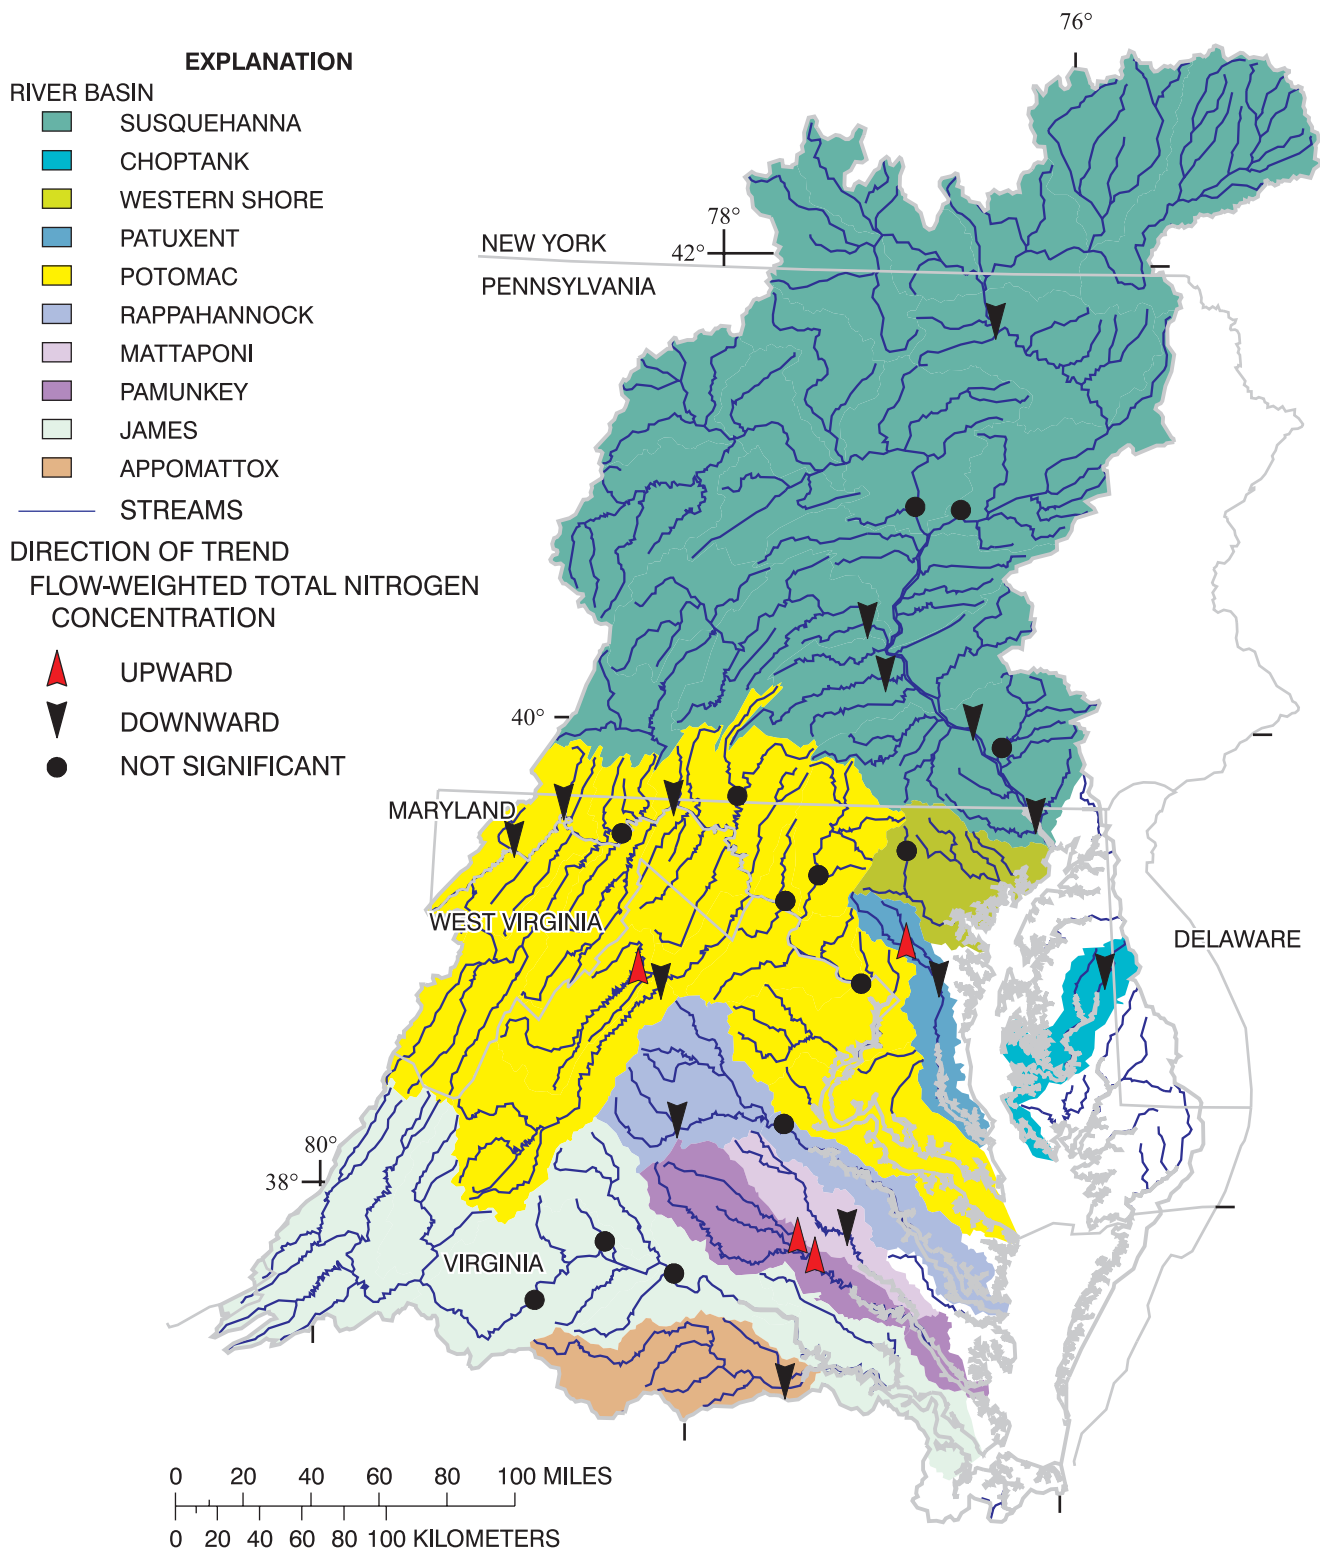 76°
EXPLANATION
RIVER BASIN
SUSQUEHANNA
CHOPTANK
WESTERN SHORE
PATUXENT
POTOMAC
RAPPAHANNOCK
MATTAPONI
PAMUNKEY
JAMES
APPOMATTOX
STREAMS
DIRECTION OF TREND
FLOW-WEIGHTED TOTAL NITROGEN
CONCENTRATION
UPWARD
DOWNWARD
NOT SIGNIFICANT
78°
42°
NEW YORK
PENNSYLVANIA
40°
MARYLAND
WEST VIRGINIA
DELAWARE
80°
38°
VIRGINIA
0 20 40 60 80 100 MILES
0 20 40 60 80 100 KILOMETERS